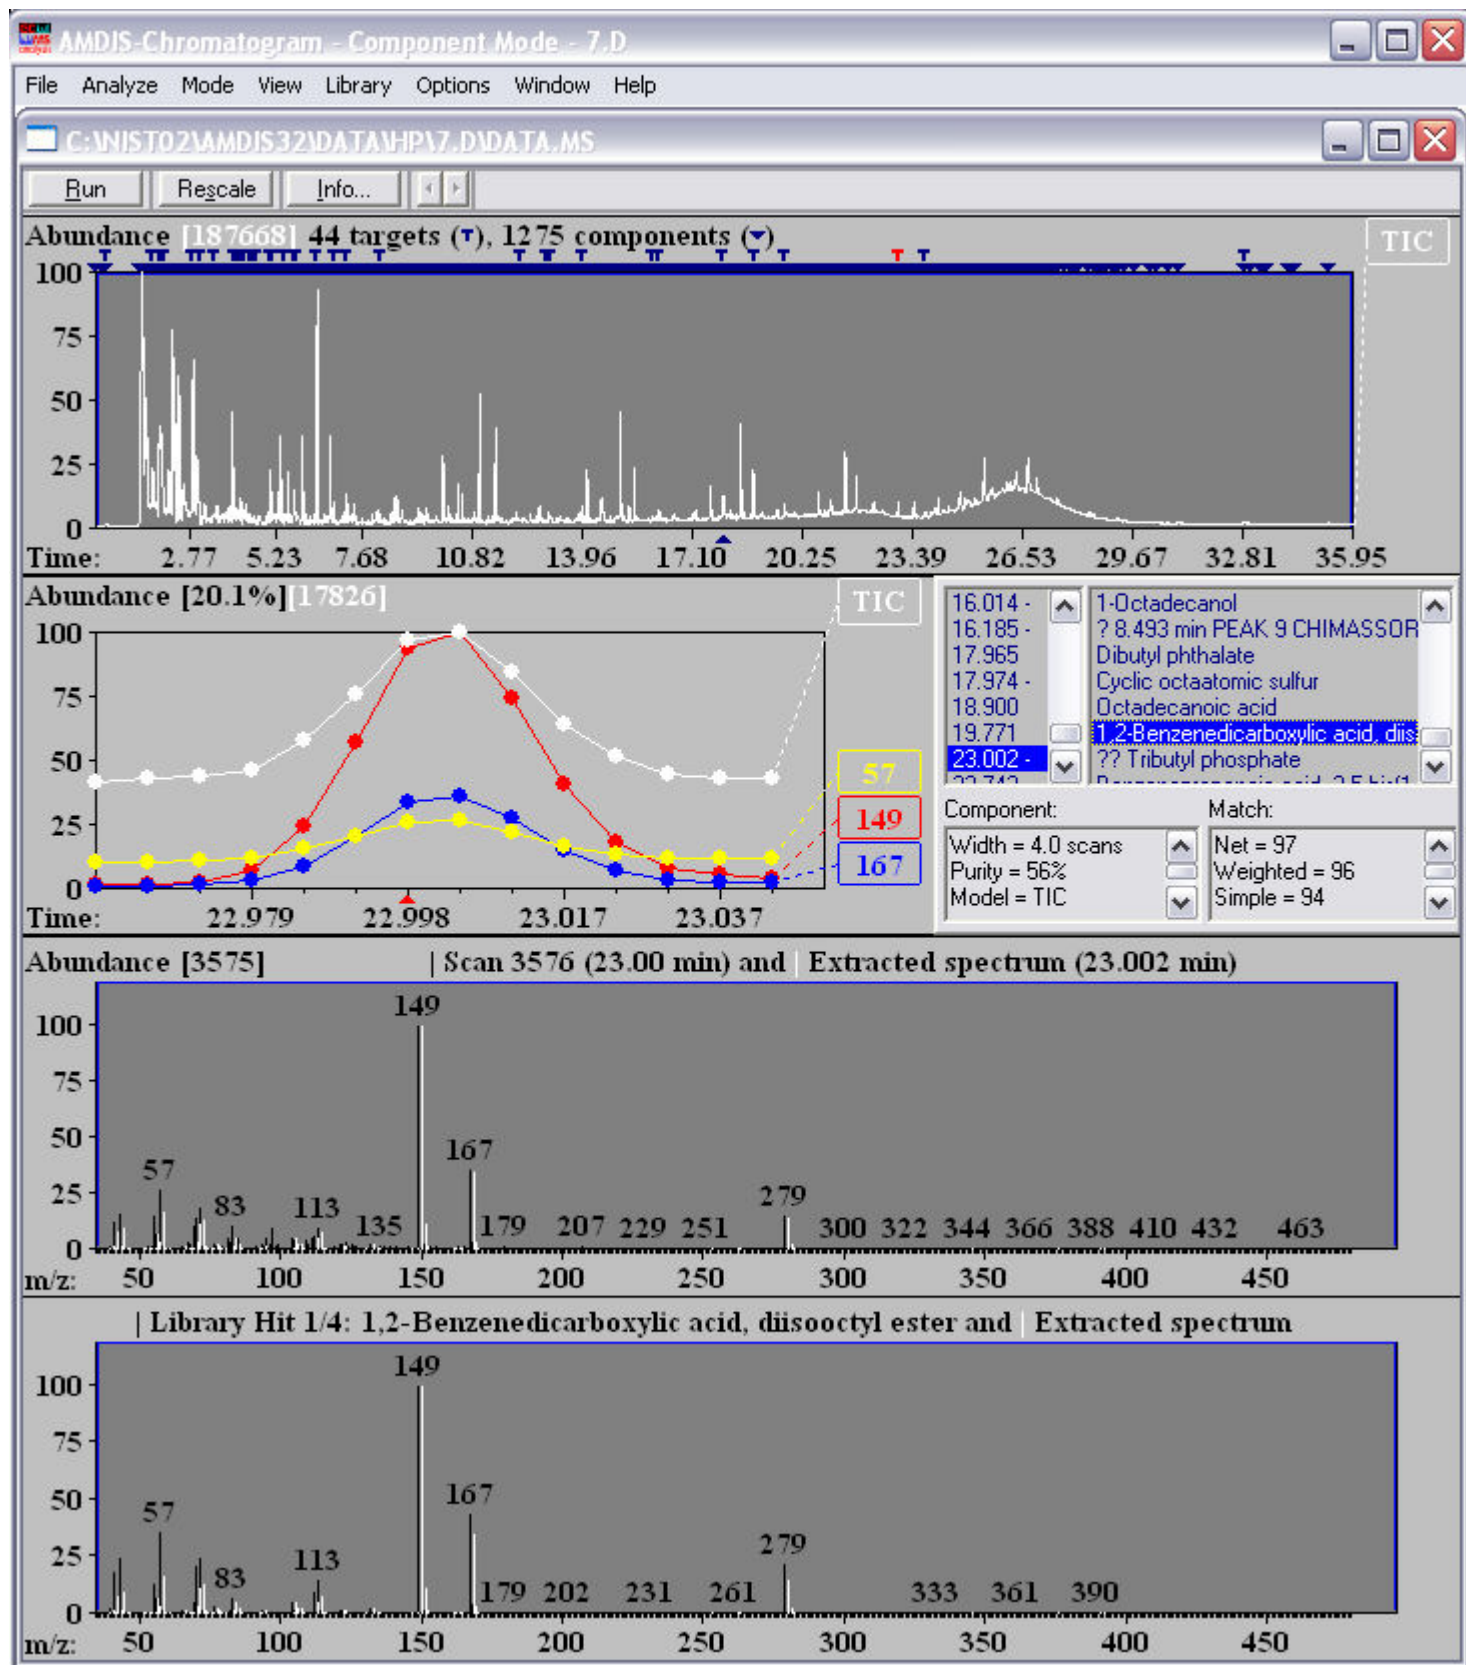 AMDIS-Chromatogram - Component Mode - 7.D
File Analyze Mode View Library Options Window Help
C:\NIST02\AMDIS32\DATA\HP\7.D\DATA.MS
Run Rescale Info...
Abundance [187668] 44 targets (T), 1275 components (▼)
TIC
100
75
50
25
0
Time: 2.77 5.23 7.68 10.82 13.96 17.10 20.25 23.39 26.53 29.67 32.81 35.95
Abundance [20.1%][17826]
TIC
100
75
50
25
0
57
149
167
Time: 22.979 22.998 23.017 23.037
16.014 - 1-Octadecanol
16.185 - ? 8.493 min PEAK 9 CHIMASSOR
17.965 Dibutyl phthalate
17.974 - Cyclic octaatomic sulfur
18.900 Octadecanoic acid
19.771 1,2-Benzenedicarboxylic acid, diis
23.002 - ?? Tributyl phosphate
Component: Match:
Width = 4.0 scans Net = 97
Purity = 56% Weighted = 96
Model = TIC Simple = 94
Abundance [3575] | Scan 3576 (23.00 min) and | Extracted spectrum (23.002 min)
149
100
75
50
167
57
25
83 113 135 179 207 229 251 279 300 322 344 366 388 410 432 463
0
m/z: 50 100 150 200 250 300 350 400 450
| Library Hit 1/4: 1,2-Benzenedicarboxylic acid, diisooctyl ester and | Extracted spectrum
149
100
75
50
167
57
279
25
113
83 179 202 231 261 333 361 390
0
m/z: 50 100 150 200 250 300 350 400 450